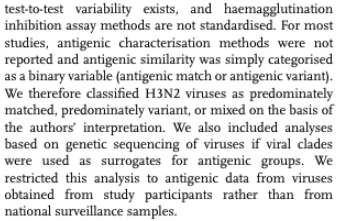 test-to-test variability exists, and haemagglutination
inhibition assay methods are not standardised. For most
studies, antigenic characterisation methods were not
reported and antigenic similarity was simply categorised
as a binary variable (antigenic match or antigenic variant).
We therefore classified H3N2 viruses as predominately
matched, predominately variant, or mixed on the basis of
the authors' interpretation. We also included analyses
based on genetic sequencing of viruses if viral clades
were used as surrogates for antigenic groups. We
restricted this analysis to antigenic data from viruses
obtained from study participants rather than from
national surveillance samples.